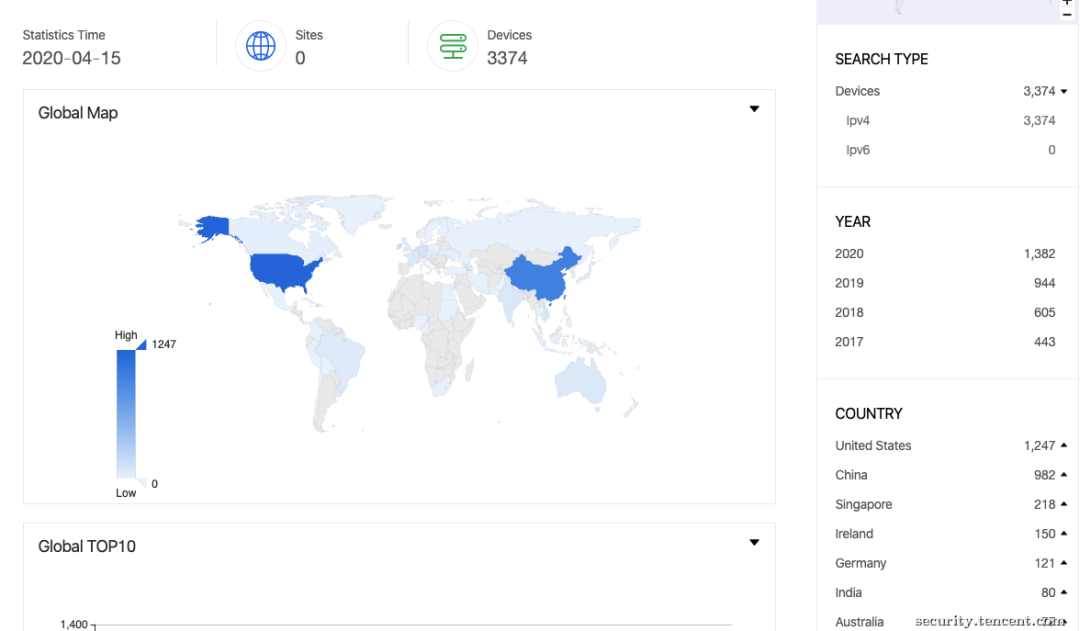 Statistics Time
2020-04-15
Sites
0
Devices
3374
Global Map
High
1247
0
Low
Global TOP10
1,400
SEARCH TYPE
Devices 3,374
Ipv4 3,374
Ipv6 0
YEAR
2020 1,382
2019 944
2018 605
2017 443
COUNTRY
United States 1,247
China 982
Singapore 218
Ireland 150
Germany 121
India 80
Australia
security.tencent.com